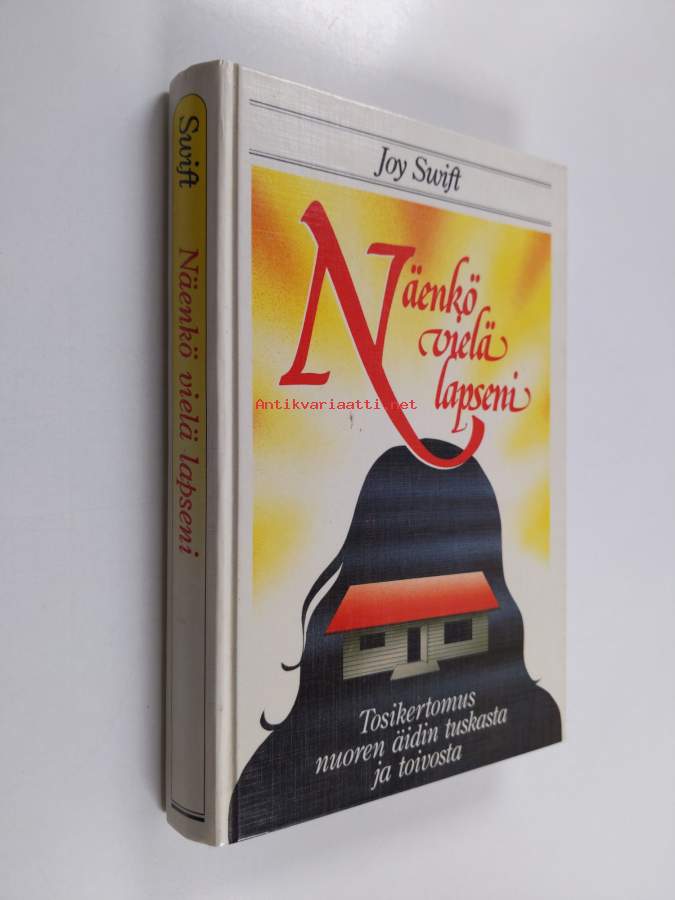 Swift
Näenkö vielä lapseni
Joy Swift
Näenkö
vielä
lapseni
Antikvariaatti.net
Tosikertomus
nuoren äidin tuskasta
ja toivosta